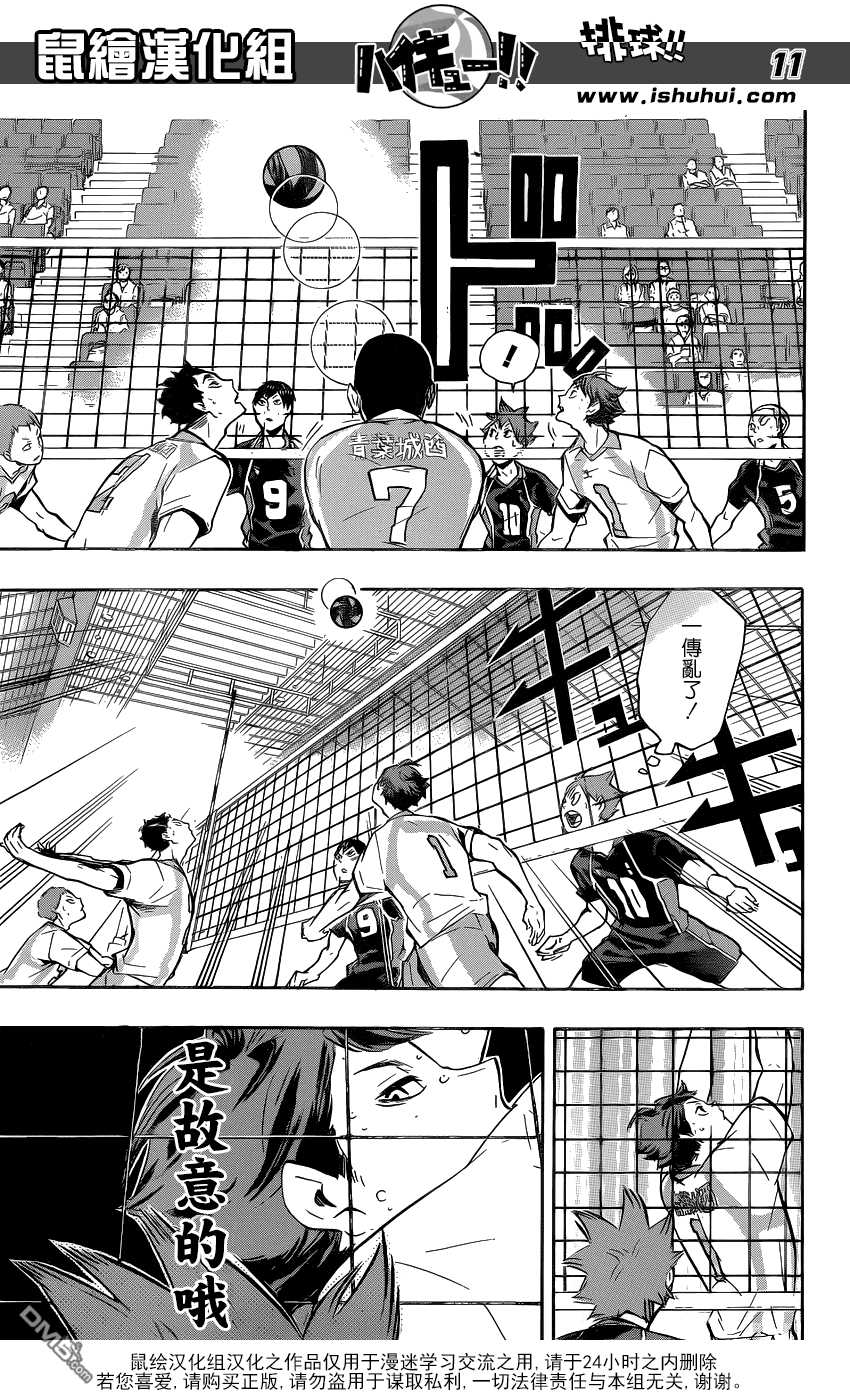 鼠繪漢化組
ハイキュー!!
排球!!
11
www.ishuhui.com
ドロロロ
!
9
青葉城西
7
10
1
5
一傳亂了!
キュ
キュ
1
9
10
是故意的哦
1
鼠绘汉化组汉化之作品仅用于漫迷学习交流之用,请于24小时之内删除
若您喜爱,请购买正版,请勿盗用于谋取私利,一切法律责任与本组无关,谢谢。